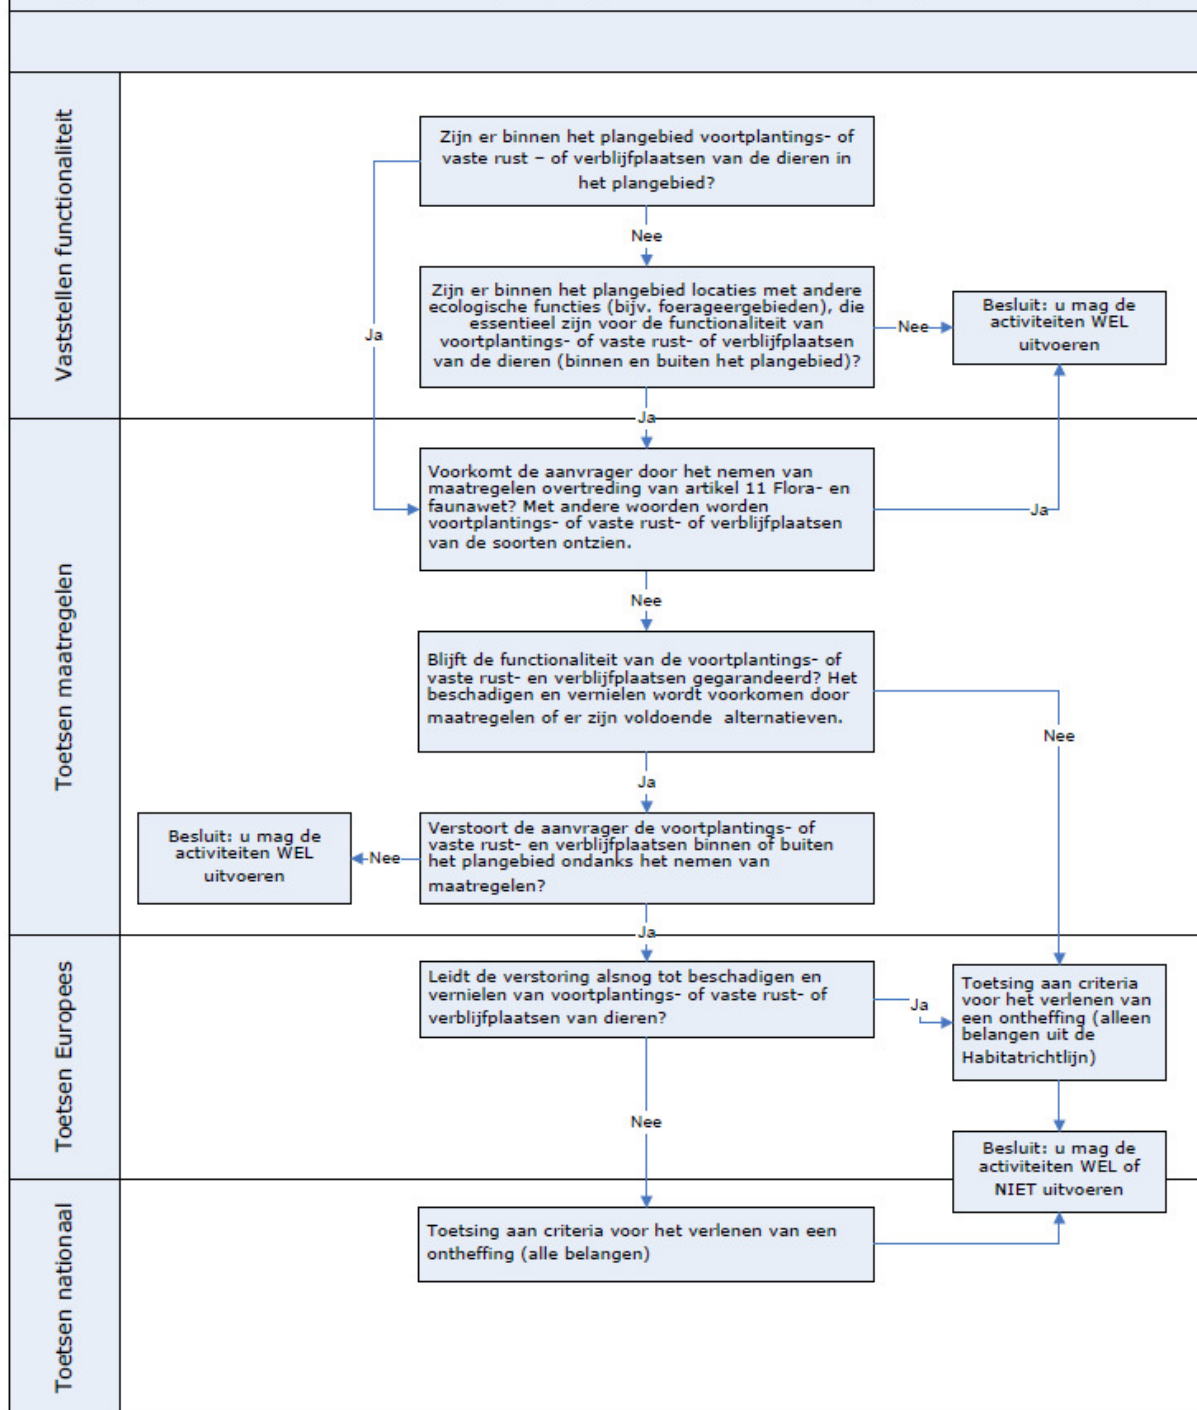 Vaststellen functionaliteit
Zijn er binnen het plangebied voortplantings- of
vaste rust – of verblijfplaatsen van de dieren in
het plangebied?
Nee
Ja
Zijn er binnen het plangebied locaties met andere
ecologische functies (bijv. foerageergebieden), die
essentieel zijn voor de functionaliteit van
voortplantings- of vaste rust- of verblijfplaatsen
van de dieren (binnen en buiten het plangebied)?
Nee
Besluit: u mag de
activiteiten WEL
uitvoeren
Ja
Toetsen maatregelen
Voorkomt de aanvrager door het nemen van
maatregelen overtreding van artikel 11 Flora- en
faunawet? Met andere woorden worden
voortplantings- of vaste rust- of verblijfplaatsen
van de soorten ontzien.
Ja
Nee
Blijft de functionaliteit van de voortplantings- of
vaste rust- en verblijfplaatsen gegarandeerd? Het
beschadigen en vernielen wordt voorkomen door
maatregelen of er zijn voldoende alternatieven.
Nee
Ja
Verstoort de aanvrager de voortplantings- of
vaste rust- en verblijfplaatsen binnen of buiten
het plangebied ondanks het nemen van
maatregelen?
Nee
Besluit: u mag de
activiteiten WEL
uitvoeren
Ja
Toetsen Europees
Leidt de verstoring alsnog tot beschadigen en
vernielen van voortplantings- of vaste rust- of
verblijfplaatsen van dieren?
Ja
Toetsing aan criteria
voor het verlenen van
een ontheffing (alleen
belangen uit de
Habitatrichtlijn)
Nee
Besluit: u mag de
activiteiten WEL of
NIET uitvoeren
Toetsen nationaal
Toetsing aan criteria voor het verlenen van een
ontheffing (alle belangen)